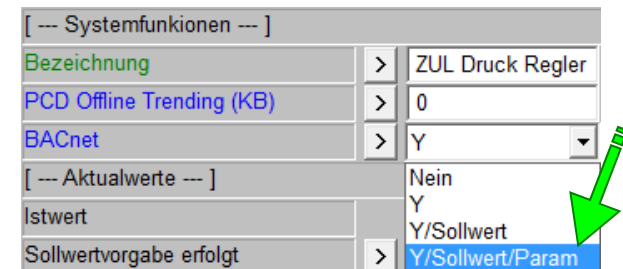 [ --- Systemfunkionen --- ]
Bezeichnung > ZUL Druck Regler
PCD Offline Trending (KB) > 0
BACnet > Y
[ --- Aktualwerte --- ] Nein
Y
Istwert
Y/Sollwert
Sollwertvorgabe erfolgt > Y/Sollwert/Param